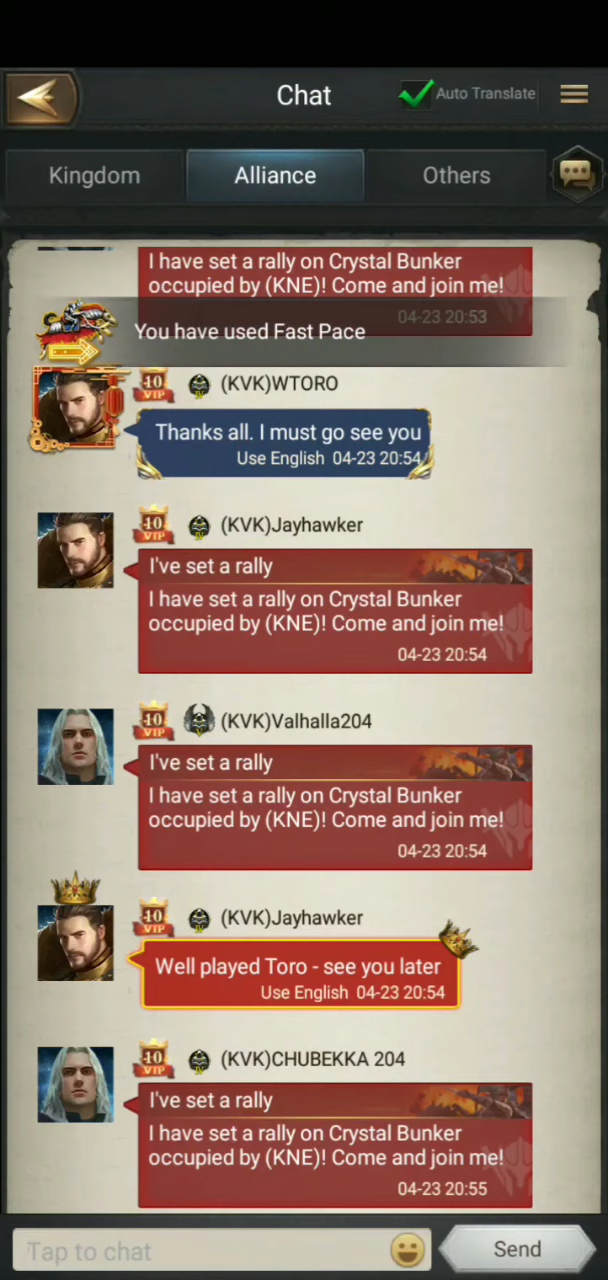 Chat
Auto Translate
Kingdom
Alliance
Others
I have set a rally on Crystal Bunker
occupied by (KNE)! Come and join me!
04-23 20:53
You have used Fast Pace
10
VIP
(KVK)WTORO
Thanks all. I must go see you
Use English 04-23 20:54
10
VIP
(KVK)Jayhawker
I've set a rally
I have set a rally on Crystal Bunker
occupied by (KNE)! Come and join me!
04-23 20:54
10
VIP
(KVK)Valhalla204
I've set a rally
I have set a rally on Crystal Bunker
occupied by (KNE)! Come and join me!
04-23 20:54
10
VIP
(KVK)Jayhawker
Well played Toro - see you later
Use English 04-23 20:54
10
VIP
(KVK)CHUBEKKA 204
I've set a rally
I have set a rally on Crystal Bunker
occupied by (KNE)! Come and join me!
04-23 20:55
Tap to chat
Send